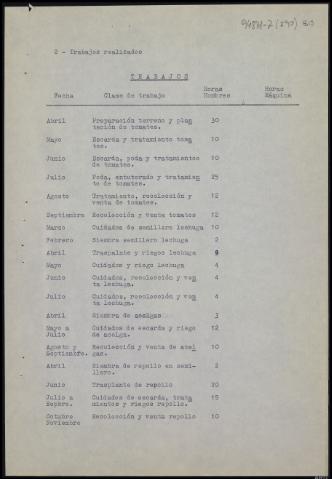 2 - Trabajos realizados
TRABAJOS
Fecha Clase de trabajo Horas Hombres Horas Máquina
Abril Preparación terreno y plan 30
tación de tomates.
Mayo Escarda y tratamiento toma 10
tes.
Junio Escarda, poda y tratamientos 10
de tomates.
Julio Poda, entutorado y tratamien 25
to de tomates.
Agosto Tratamiento, recolección y 12
venta de tomates.
Septiembre Recolección y venta tomates 12
Marzo Cuidados de semillero lechuga 10
Febrero Siembra semillero lechuga 2
Abril Trasplante y riegos lechuga 9
Mayo Cuidados y riego lechuga 4
Junio Cuidados, recolección y ven 4
ta lechuga.
Julio Cuidados, recolección y ven 4
ta lechuga.
Abril Siembra de acelgas 3
Mayo a Cuidados de escarda y riego 12
Julio de acelga.
Agosto y Recolección y venta de acel 10
Septiembre. gas.
Abril Siembra de repollo en semi- 2
llero.
Junio Trasplante de repollo 20
Julio a Cuidados de escarda, trata 15
Sepbre. mientos y riegos repollo.
Octubre Recolección y venta repollo 10
Noviembre